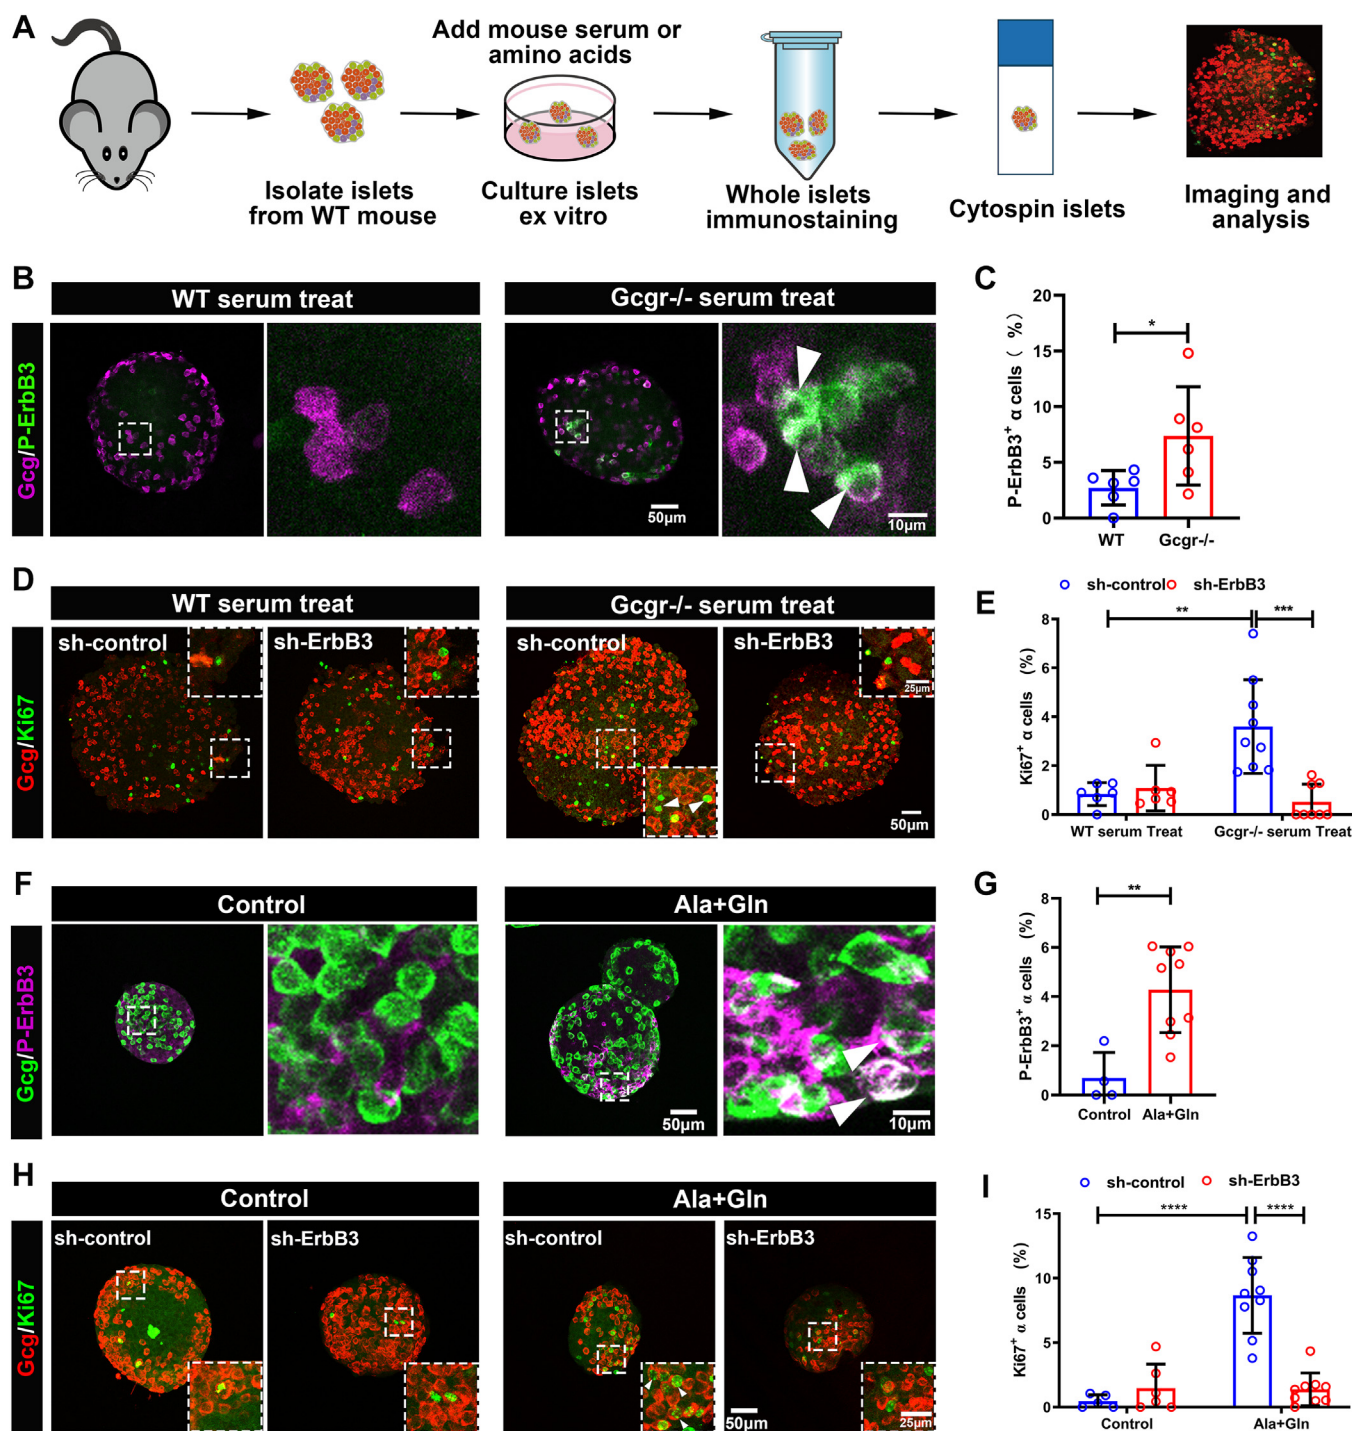 A
Add mouse serum or
amino acids
Isolate islets
from WT mouse
Culture islets
ex vitro
Whole islets
immunostaining
Cytospin islets
Imaging and
analysis
B
WT serum treat
Gcgr-/- serum treat
Gcg/P-ErbB3
50μm
10μm
C
P-ErbB3+ α cells ( %)
20
15
10
5
0
*
WT
Gcgr-/-
D
WT serum treat
Gcgr-/- serum treat
Gcg/Ki67
sh-control
sh-ErbB3
sh-control
sh-ErbB3
25μm
50μm
E
sh-control
sh-ErbB3
Ki67+ α cells (%)
8
6
4
2
0
**
***
WT serum Treat
Gcgr-/- serum Treat
F
Control
Ala+Gln
Gcg/P-ErbB3
50μm
10μm
G
P-ErbB3+ α cells (%)
8
6
4
2
0
**
Control
Ala+Gln
H
Control
Ala+Gln
Gcg/Ki67
sh-control
sh-ErbB3
sh-control
sh-ErbB3
50μm
25μm
I
sh-control
sh-ErbB3
Ki67+ α cells (%)
15
10
5
0
****
****
Control
Ala+Gln